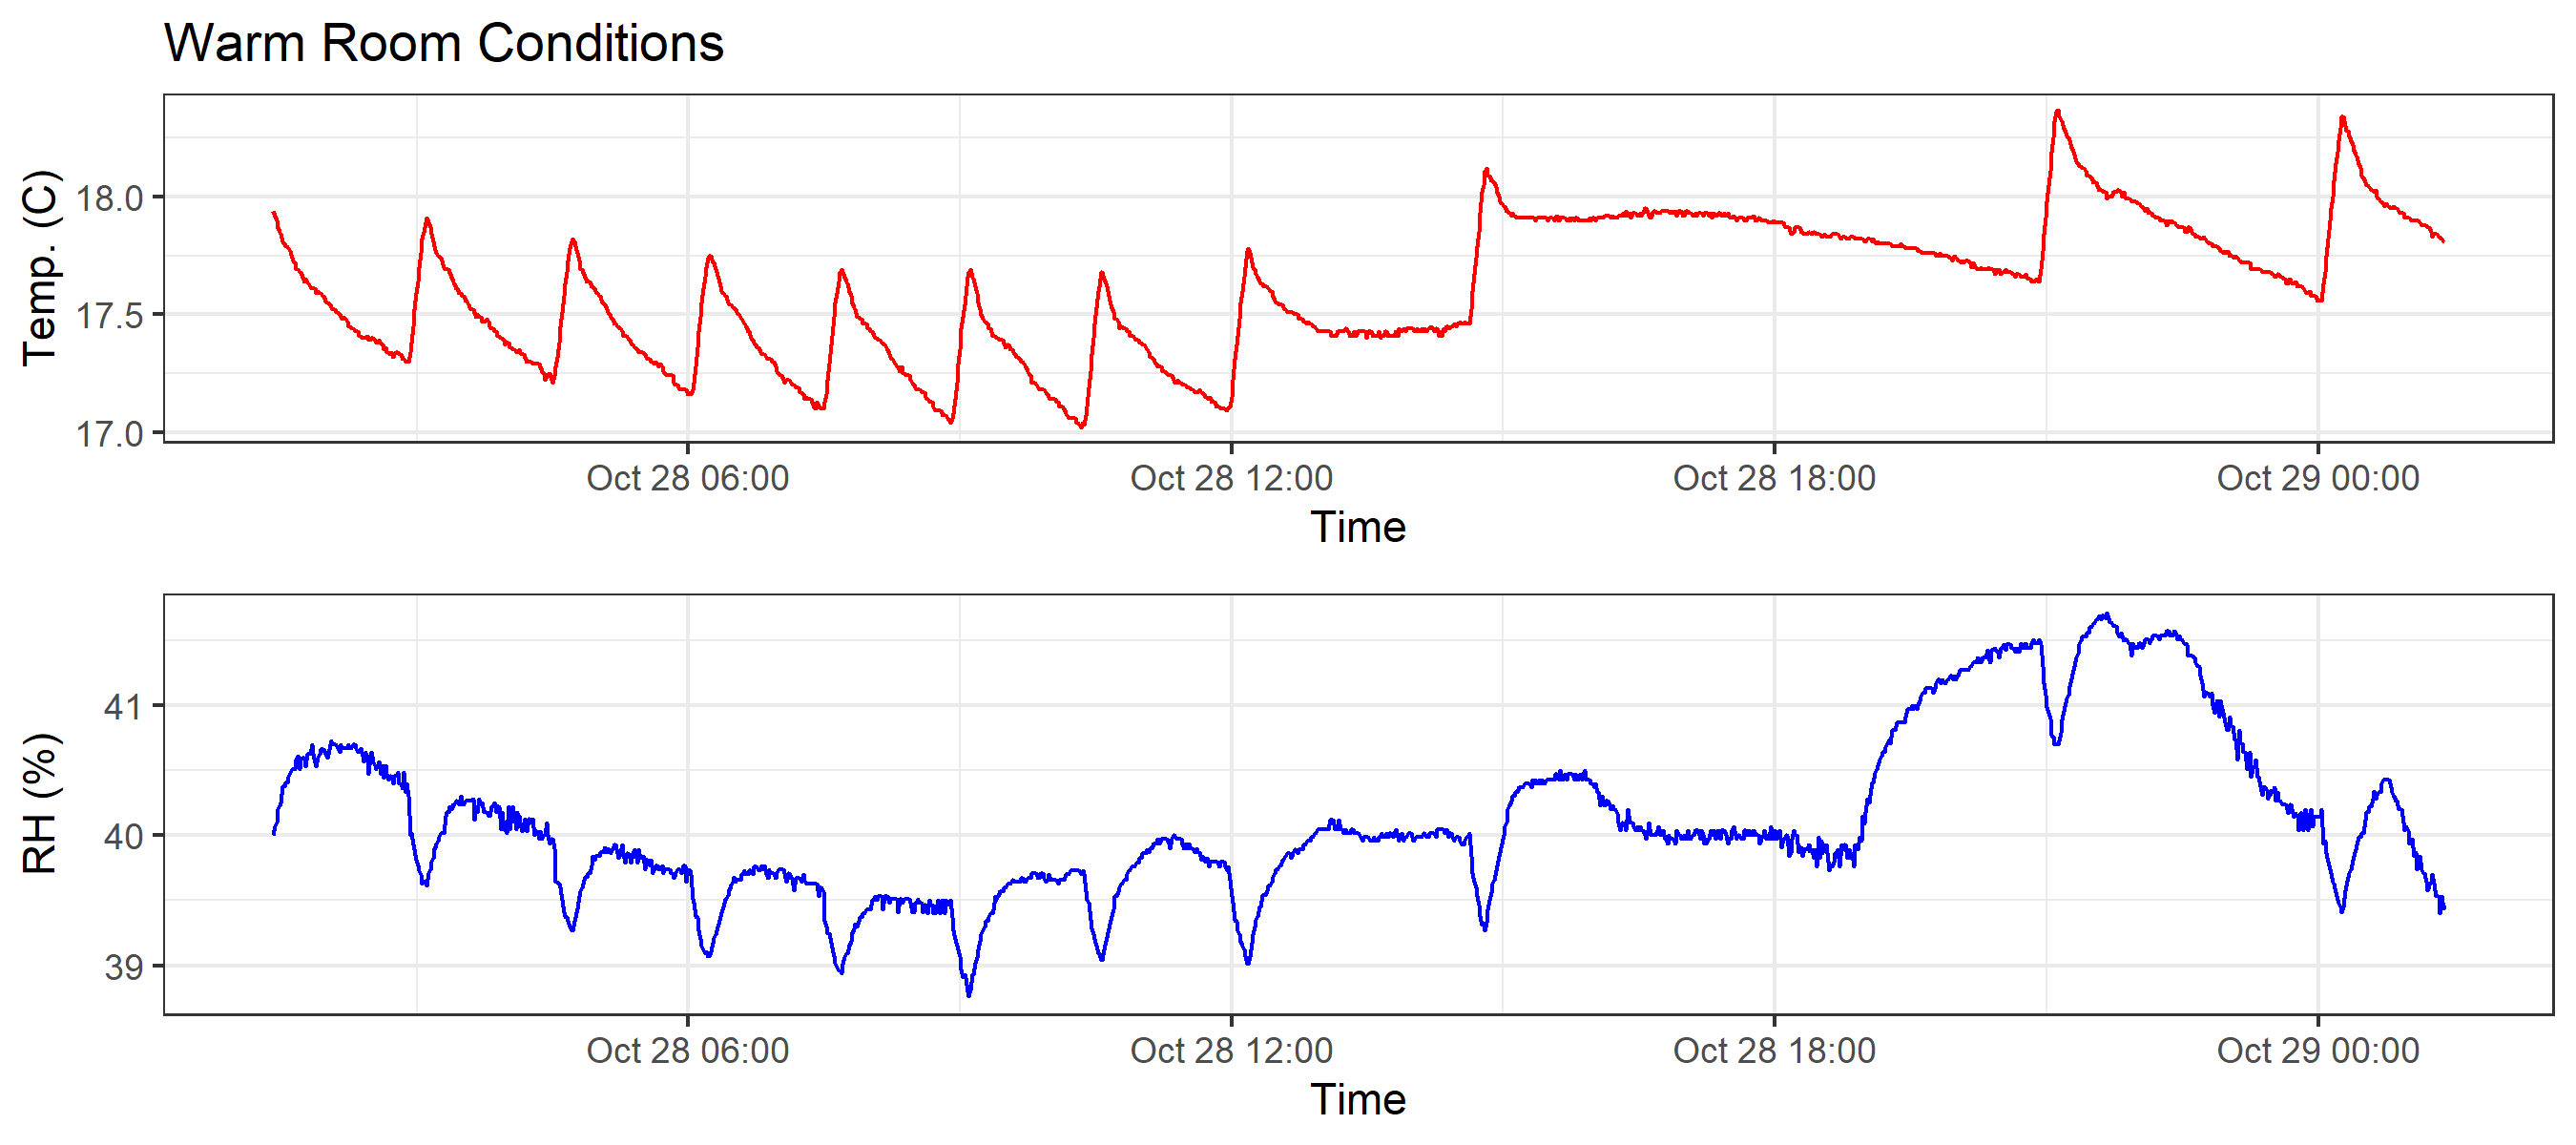 Warm Room Conditions
Temp. (C)
18.0
17.5
17.0
Oct 28 06:00 Oct 28 12:00 Oct 28 18:00 Oct 29 00:00
Time
RH (%)
41
40
39
Oct 28 06:00 Oct 28 12:00 Oct 28 18:00 Oct 29 00:00
Time